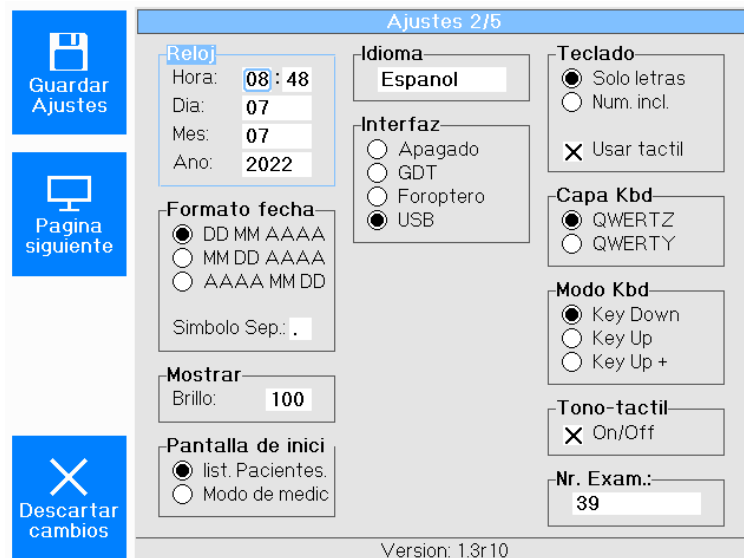 Ajustes 2/5
Guardar
Ajustes
Pagina
siguiente
Descartar
cambios
Reloj
Hora: 08 : 48
Dia: 07
Mes: 07
Ano: 2022
Formato fecha
DD MM AAAA
MM DD AAAA
AAAA MM DD
Simbolo Sep.: .
Mostrar
Brillo: 100
Pantalla de inici
list. Pacientes.
Modo de medic
Idioma
Espanol
Interfaz
Apagado
GDT
Foroptero
USB
Teclado
Solo letras
Num. incl.
Usar tactil
Capa Kbd
QWERTZ
QWERTY
Modo Kbd
Key Down
Key Up
Key Up +
Tono-tactil
On/Off
Nr. Exam.:
39
Version: 1.3r10